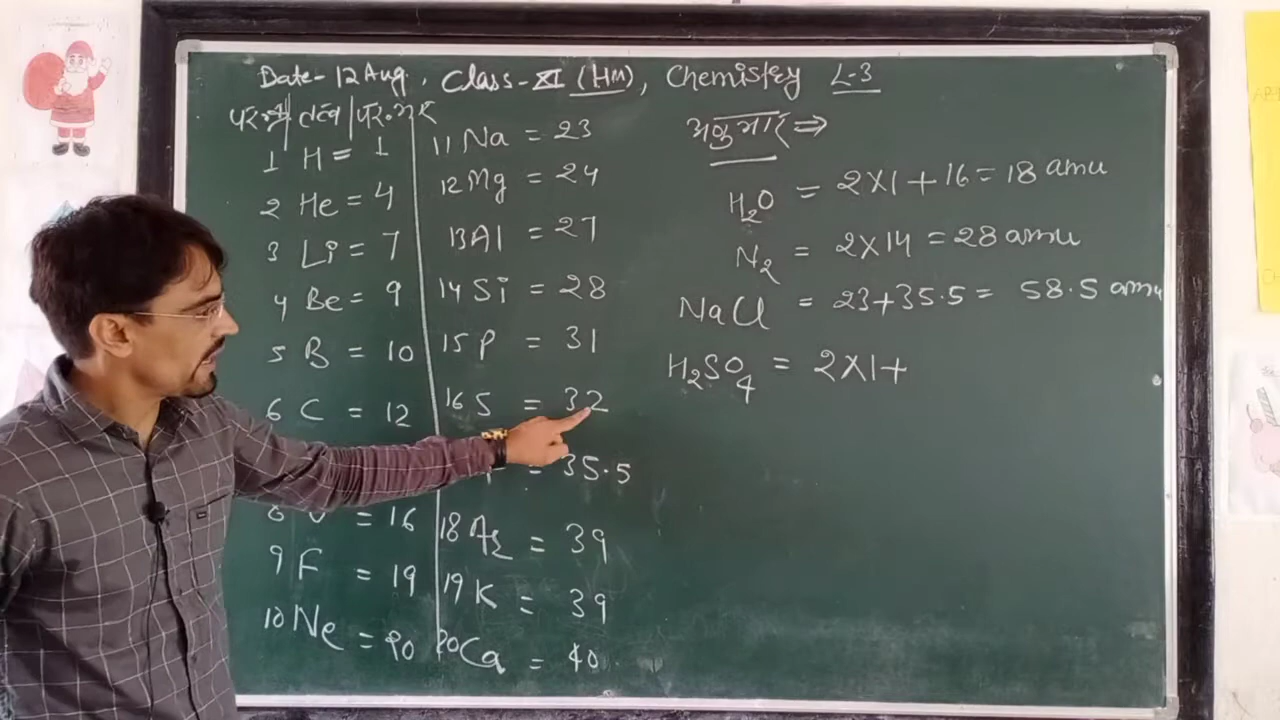 Date- 12 Aug, Class-XI (HM), Chemistry L-3
पर.सं | तत्व | पर.भार
1 H = 1
2 He = 4
3 Li = 7
4 Be = 9
5 B = 10
6 C = 12
= 16
9 F = 19
10 Ne = 20
11 Na = 23
12 Mg = 24
13 Al = 27
14 Si = 28
15 P = 31
16 S = 32
= 35.5
18 Ar = 39
19 K = 39
20 Ca = 40
अणुभार ⇒
H₂O = 2×1+16 = 18 amu
N₂ = 2×14 = 28 amu
NaCl = 23+35.5 = 58.5 amu
H₂SO₄ = 2×1+